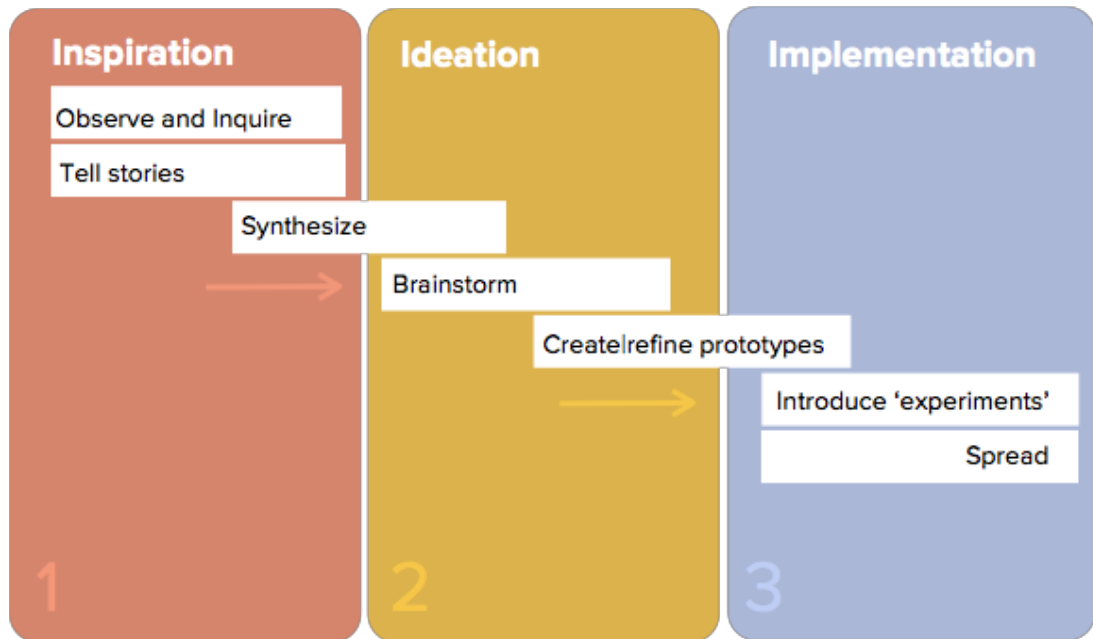 Inspiration
Observe and Inquire
Tell stories
Synthesize
1
Ideation
Brainstorm
Create|refine prototypes
2
Implementation
Introduce ‘experiments’
Spread
3